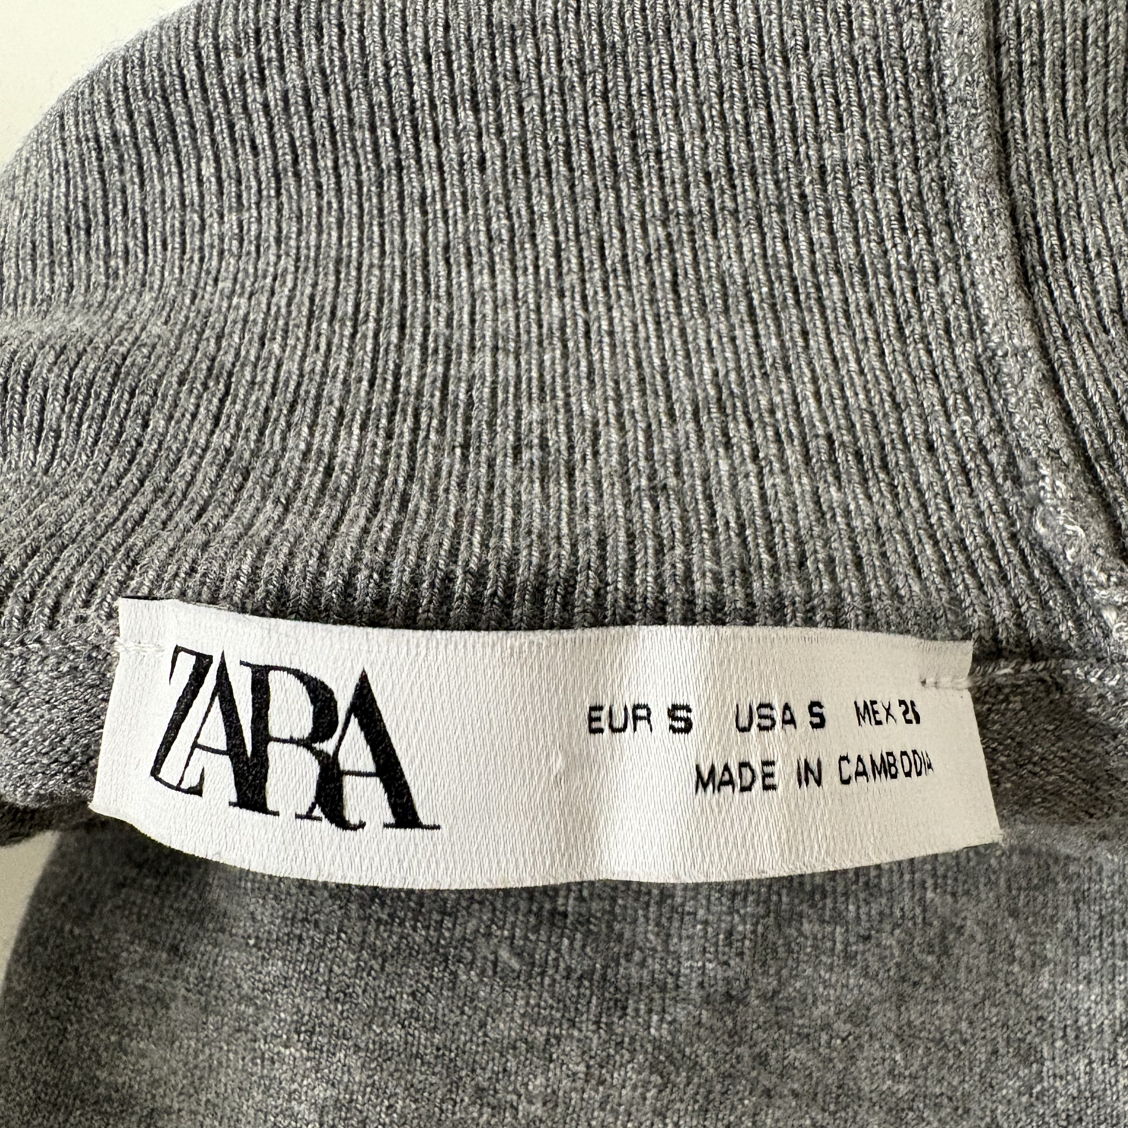 ZARA
EUR S USA S MEX 26
MADE IN CAMBODIA